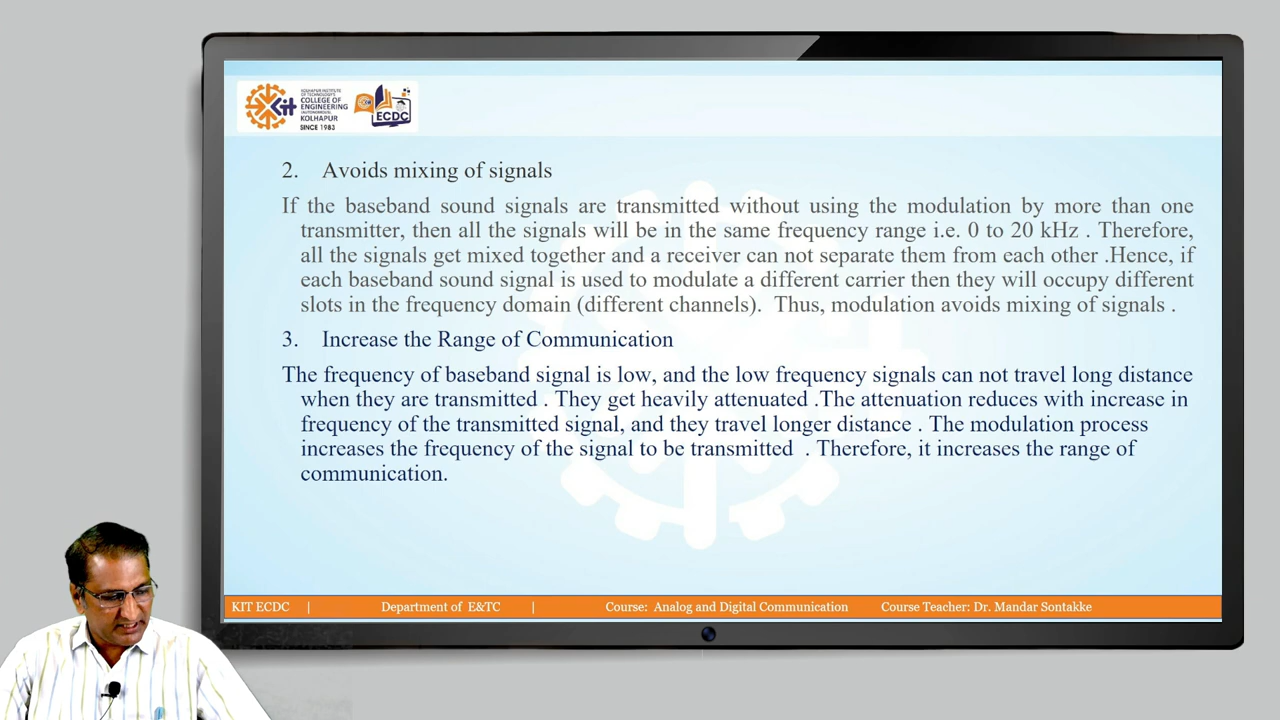 KOLHAPUR INSTITUTE
OF TECHNOLOGY'S
COLLEGE OF
ENGINEERING
(AUTONOMOUS)
KOLHAPUR
SINCE 1983
Kit
ECDC
2. Avoids mixing of signals
If the baseband sound signals are transmitted without using the modulation by more than one
transmitter, then all the signals will be in the same frequency range i.e. 0 to 20 kHz . Therefore,
all the signals get mixed together and a receiver can not separate them from each other .Hence, if
each baseband sound signal is used to modulate a different carrier then they will occupy different
slots in the frequency domain (different channels). Thus, modulation avoids mixing of signals .
3. Increase the Range of Communication
The frequency of baseband signal is low, and the low frequency signals can not travel long distance
when they are transmitted . They get heavily attenuated .The attenuation reduces with increase in
frequency of the transmitted signal, and they travel longer distance . The modulation process
increases the frequency of the signal to be transmitted . Therefore, it increases the range of
communication.
KIT ECDC | Department of E&TC | Course: Analog and Digital Communication Course Teacher: Dr. Mandar Sontakke